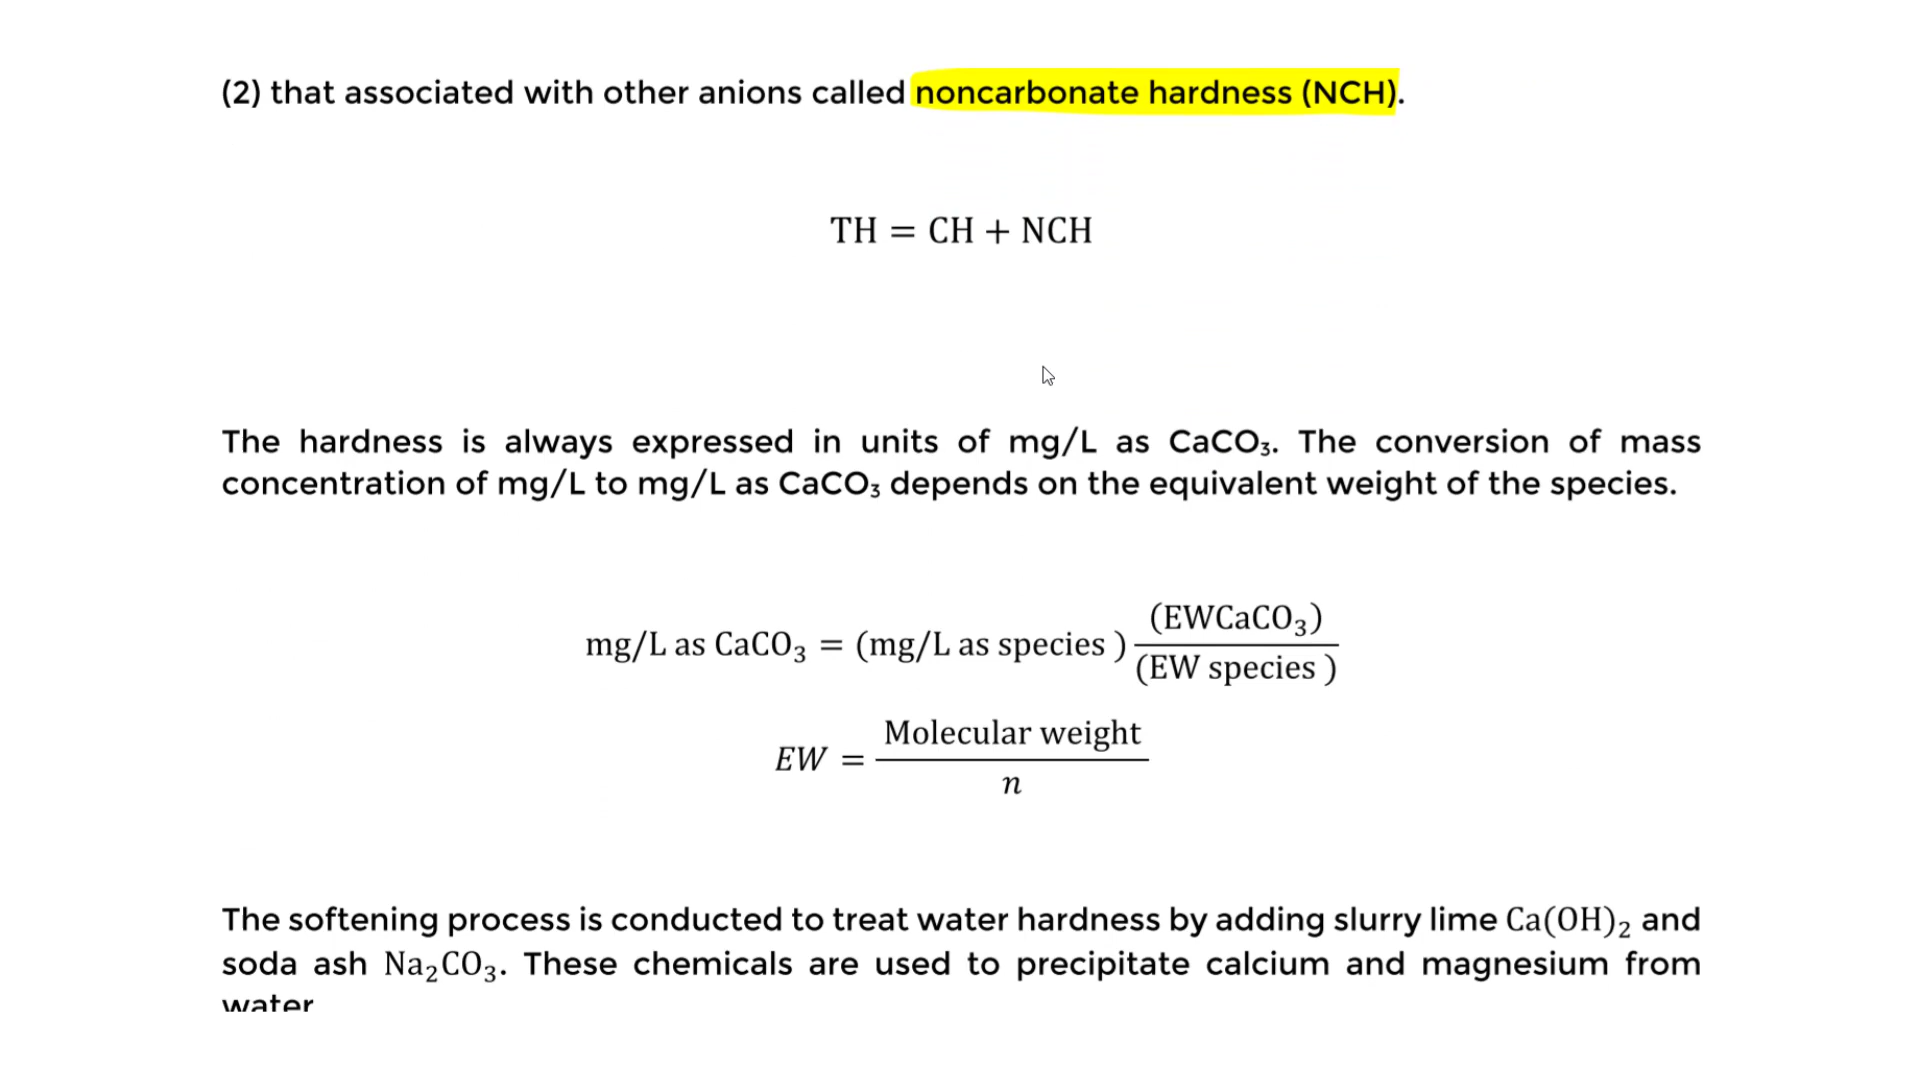 (2) that associated with other anions called noncarbonate hardness (NCH).
TH = CH + NCH
The hardness is always expressed in units of mg/L as CaCO₃. The conversion of mass
concentration of mg/L to mg/L as CaCO₃ depends on the equivalent weight of the species.
mg/L as CaCO₃ = (mg/L as species ) (EWCaCO₃) / (EW species )
EW = Molecular weight / n
The softening process is conducted to treat water hardness by adding slurry lime Ca(OH)₂ and
soda ash Na₂CO₃. These chemicals are used to precipitate calcium and magnesium from
water